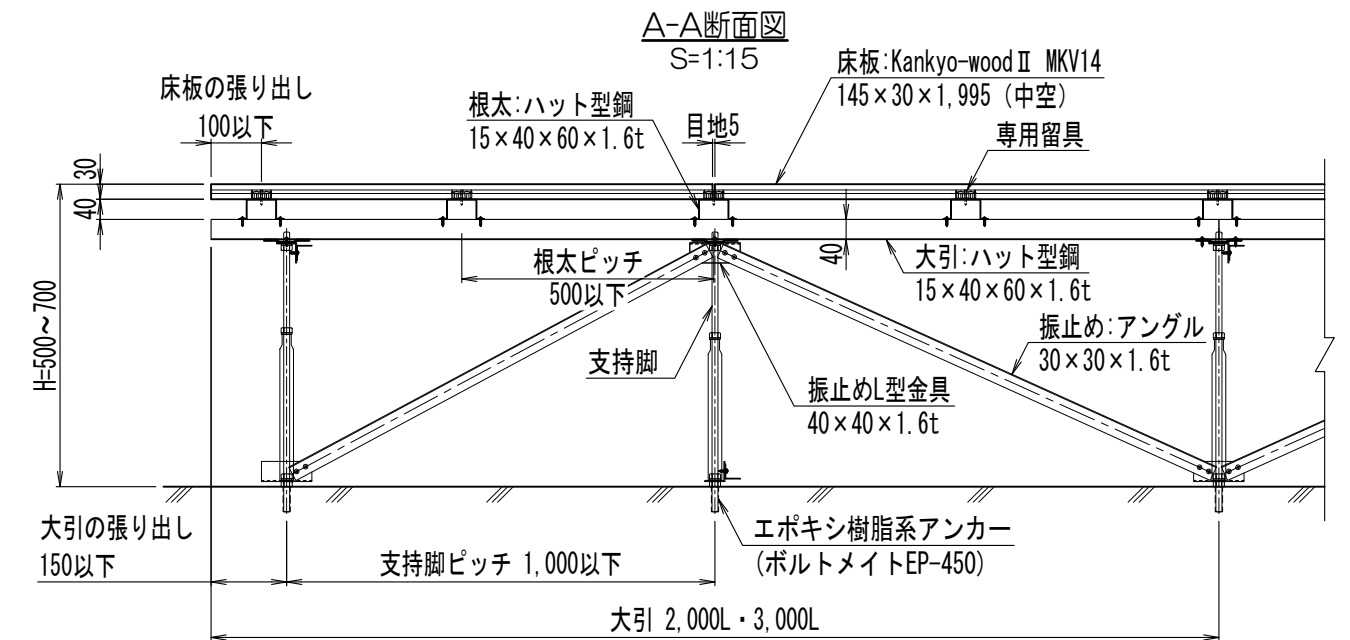 A-A断面図
S=1:15
床板の張り出し
100以下
根太:ハット型鋼
15×40×60×1.6t
目地5
床板:Kankyo-woodⅡ MKV14
145×30×1,995 (中空)
専用留具
30
40
H=500~700
根太ピッチ
500以下
40
大引:ハット型鋼
15×40×60×1.6t
支持脚
振止めL型金具
40×40×1.6t
振止め:アングル
30×30×1.6t
大引の張り出し
150以下
支持脚ピッチ 1,000以下
エポキシ樹脂系アンカー
(ボルトメイトEP-450)
大引 2,000L・3,000L